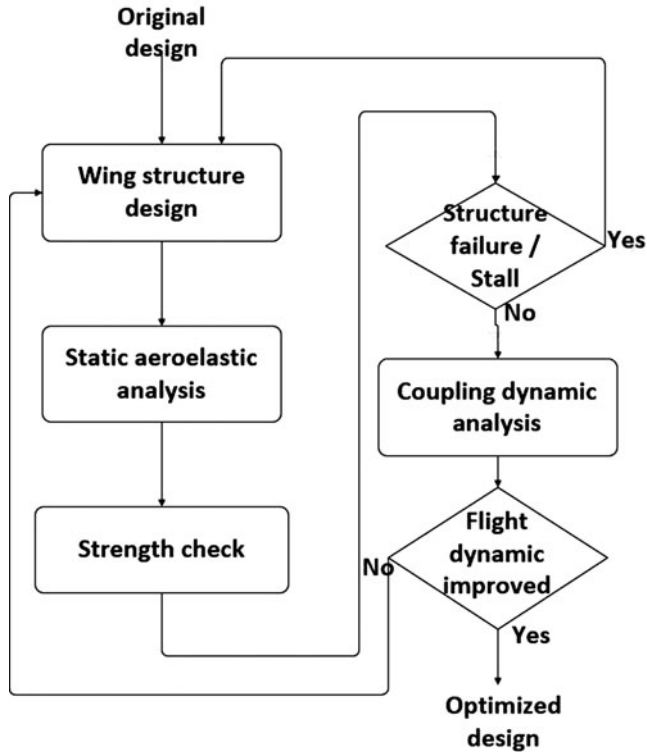 Original
design
Wing structure
design
Static aeroelastic
analysis
Strength check
Structure
failure /
Stall
Yes
No
Coupling dynamic
analysis
Flight
dynamic
improved
No
Yes
Optimized
design